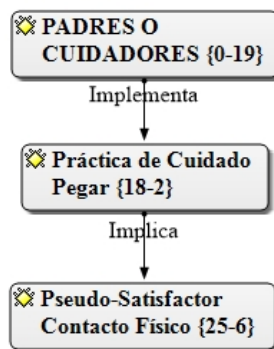 PADRES O
CUIDADORES {0-19}
Implementa
Práctica de Cuidado
Pegar {18-2}
Implica
Pseudo-Satisfactor
Contacto Físico {25-6}